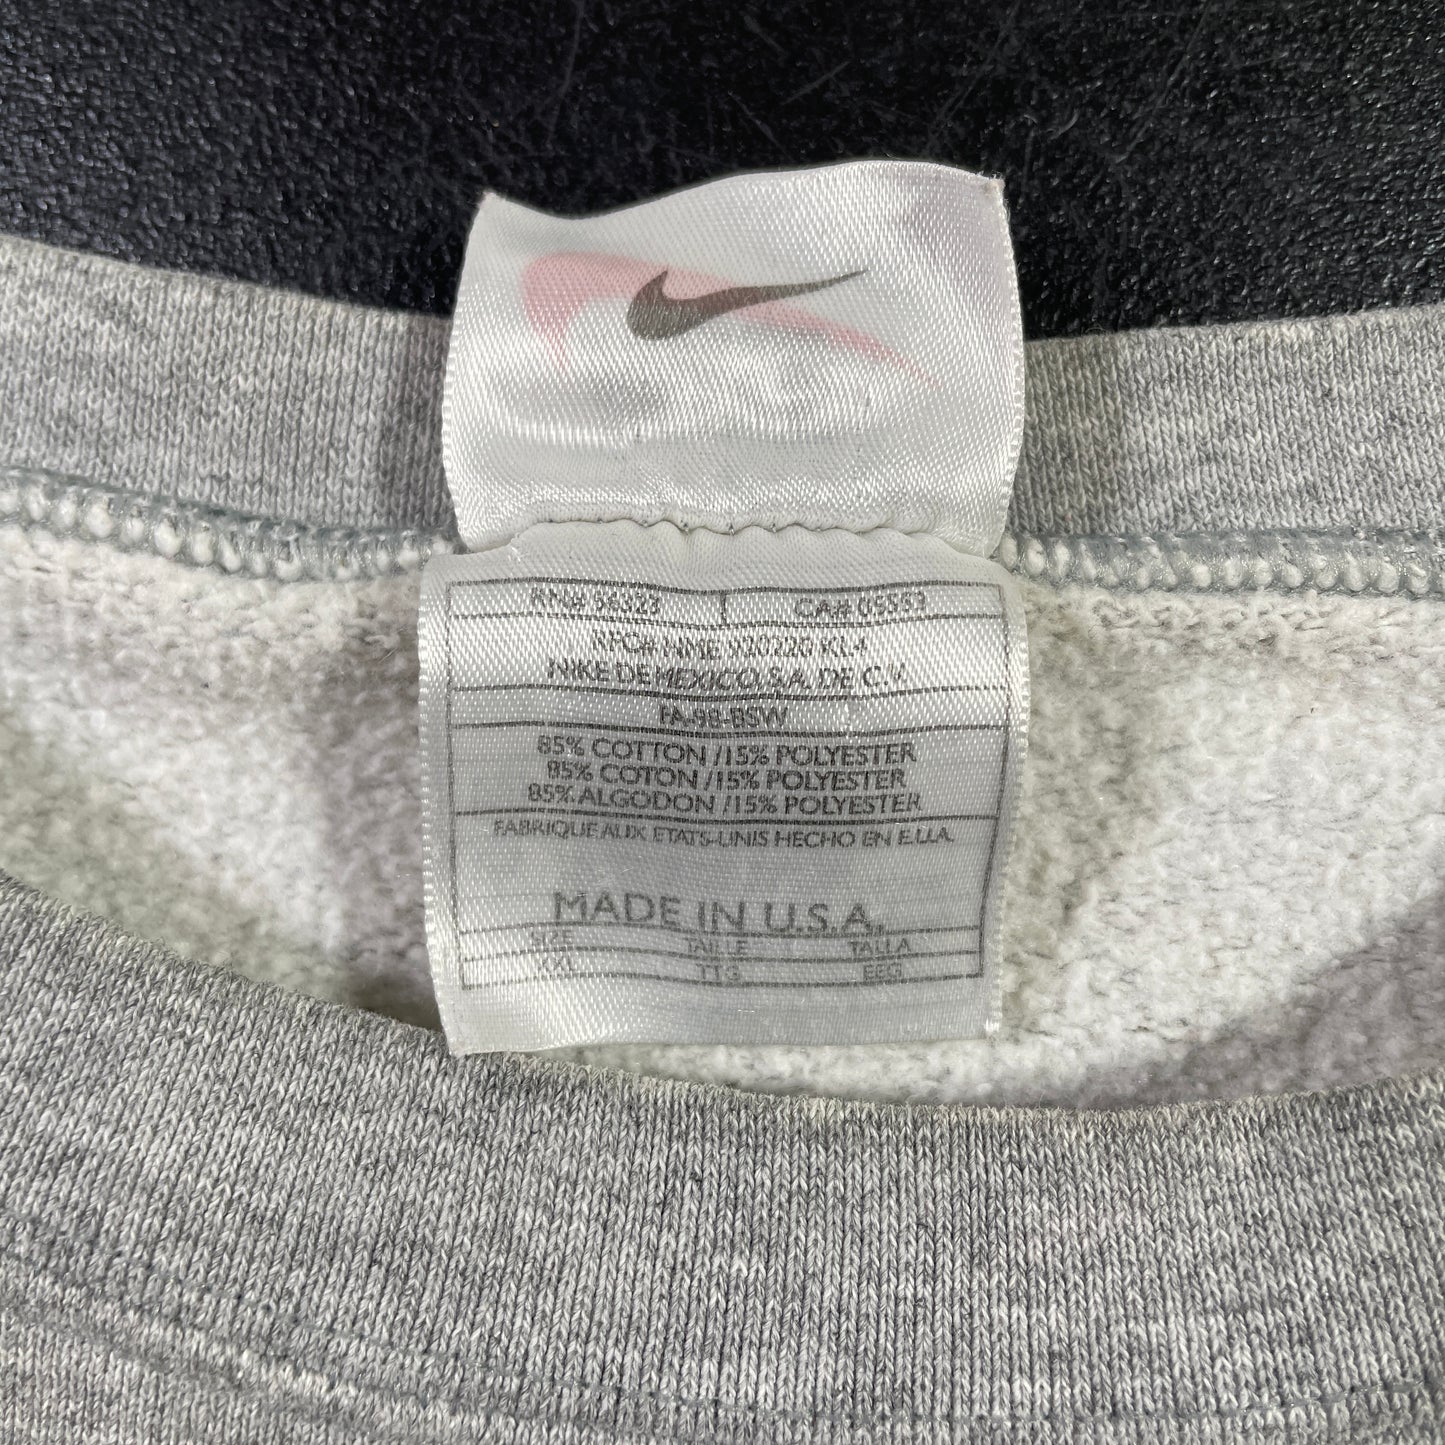 RN# 56323 CA# 05553
RFC# NME 920220 KL4
NIKE DE MEXICO, S.A. DE C.V.
FA-98-BSW
85% COTTON /15% POLYESTER
85% COTON /15% POLYESTER
85% ALGODON /15% POLYESTER
FABRIQUE AUX ETATS-UNIS HECHO EN E.U.A.
MADE IN U.S.A.
SIZE TAILLE TALLA
XXL TTG EEG